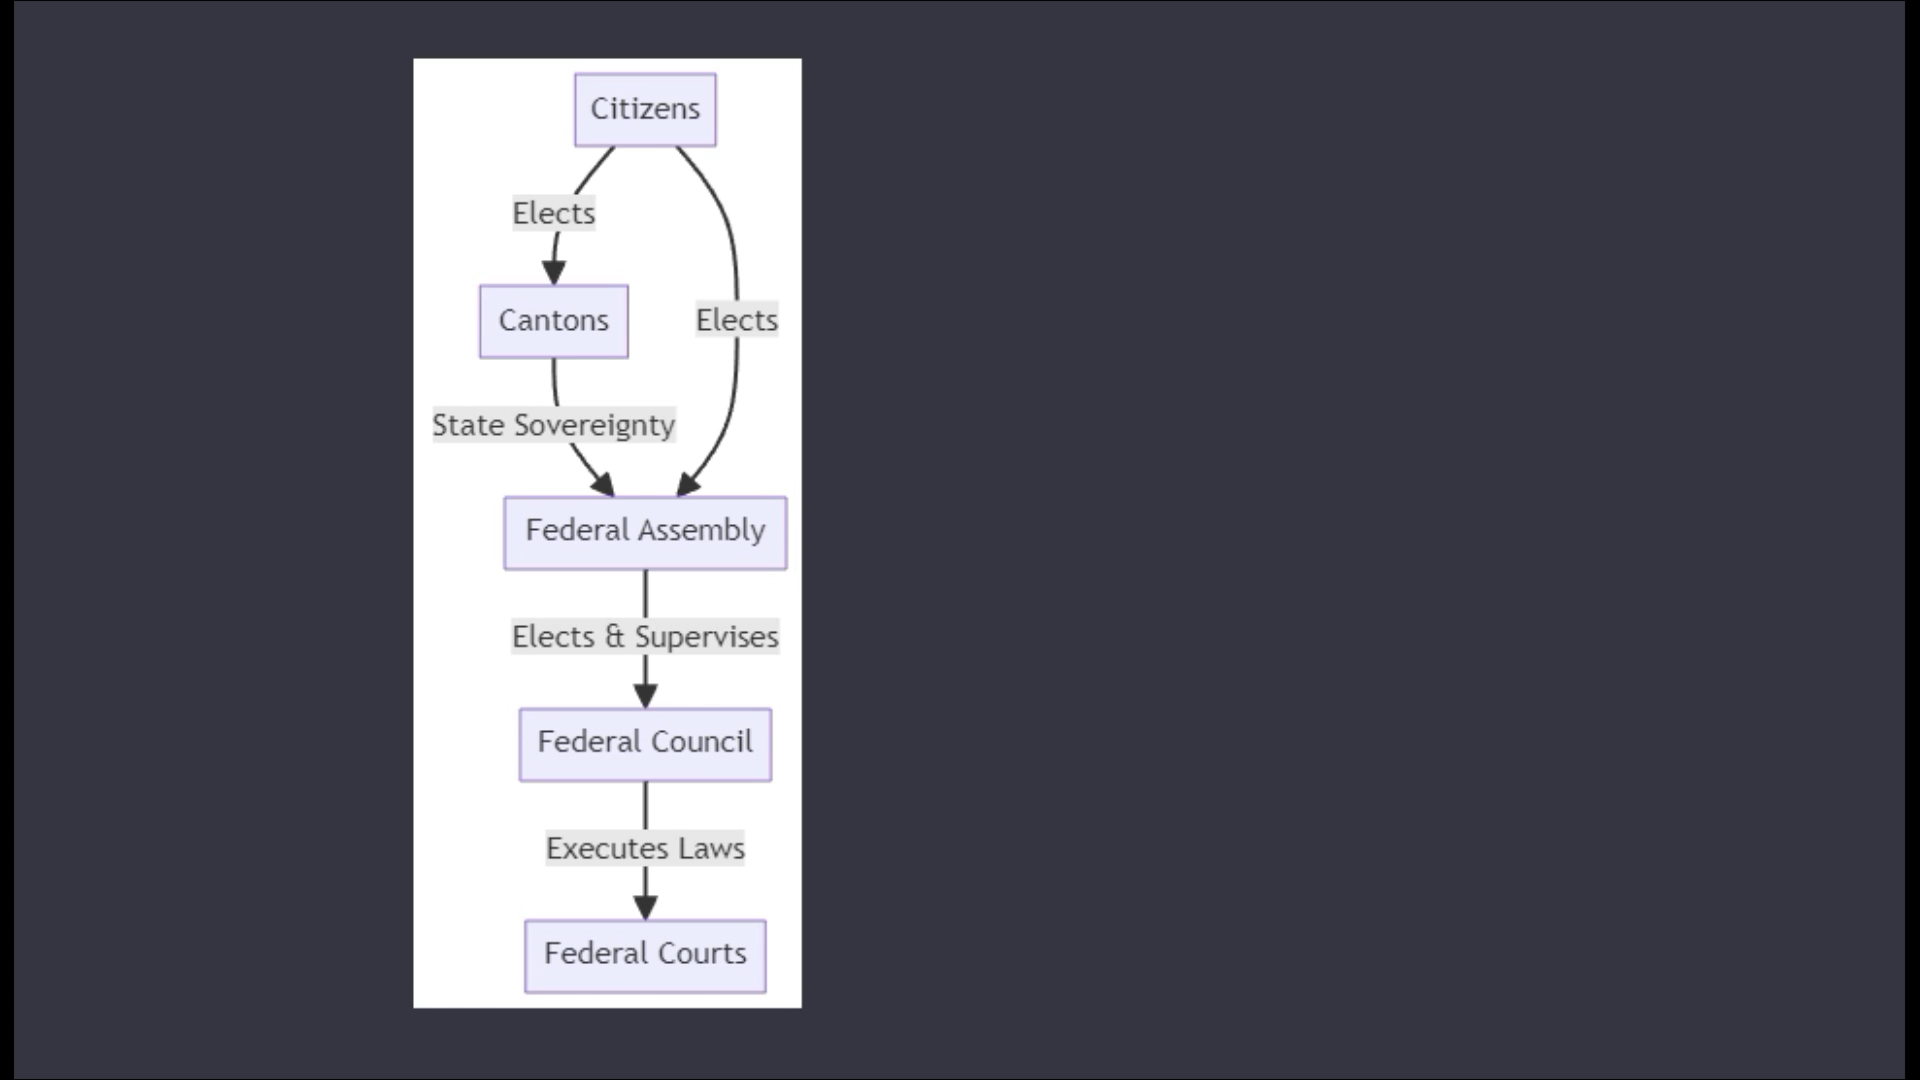 Citizens
Elects
Cantons
Elects
State Sovereignty
Federal Assembly
Elects & Supervises
Federal Council
Executes Laws
Federal Courts